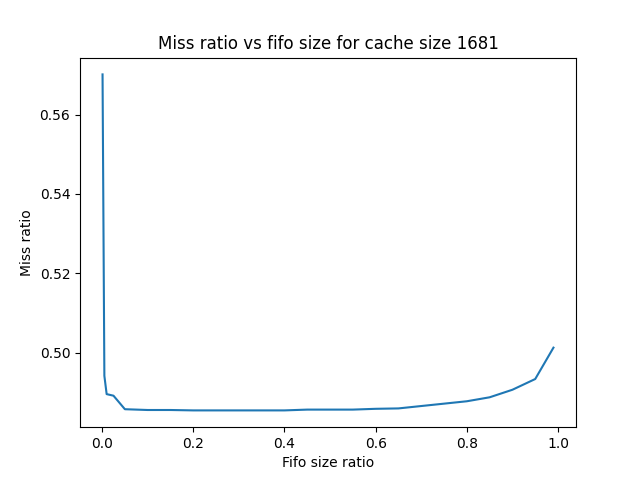 Miss ratio vs fifo size for cache size 1681
0.56
0.54
0.52
0.50
Miss ratio
0.0 0.2 0.4 0.6 0.8 1.0
Fifo size ratio